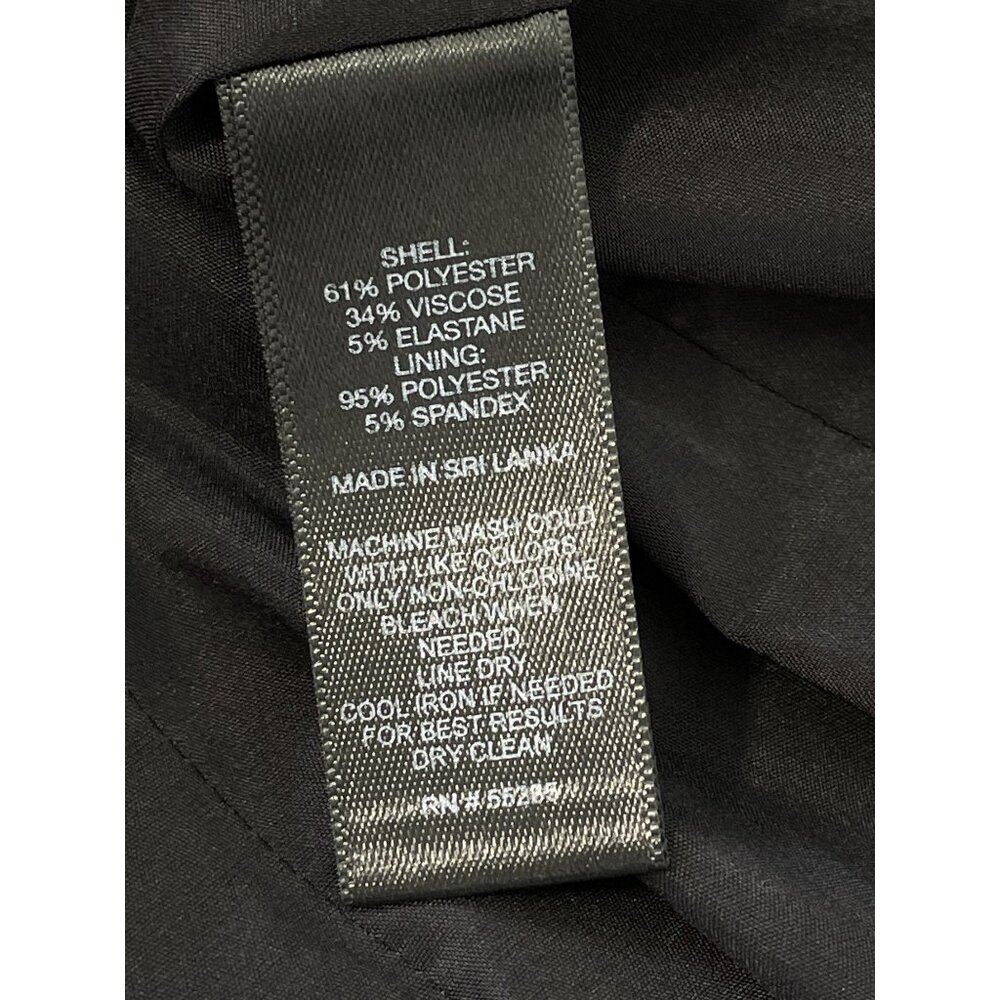 SHELL:
61% POLYESTER
34% VISCOSE
5% ELASTANE
LINING:
95% POLYESTER
5% SPANDEX
MADE IN SRI LANKA
MACHINE WASH COLD
WITH LIKE COLORS.
ONLY NON-CHLORINE
BLEACH WHEN
NEEDED.
LINE DRY
COOL IRON IF NEEDED
FOR BEST RESULTS
DRY CLEAN
RN # 55285